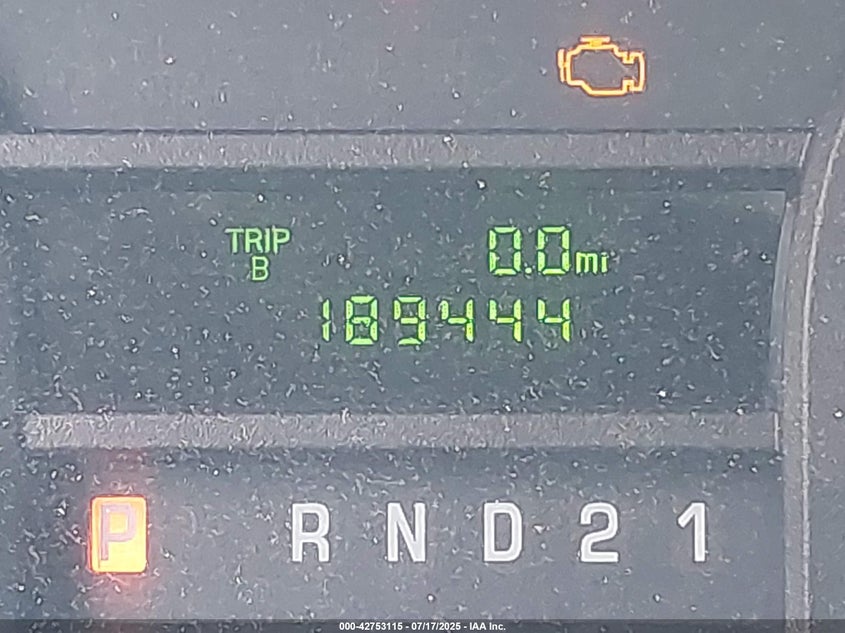 TRIP
B
0.0mi
189444
P R N D 2 1
000-42753115 - 07/17/2025 - IAA Inc.